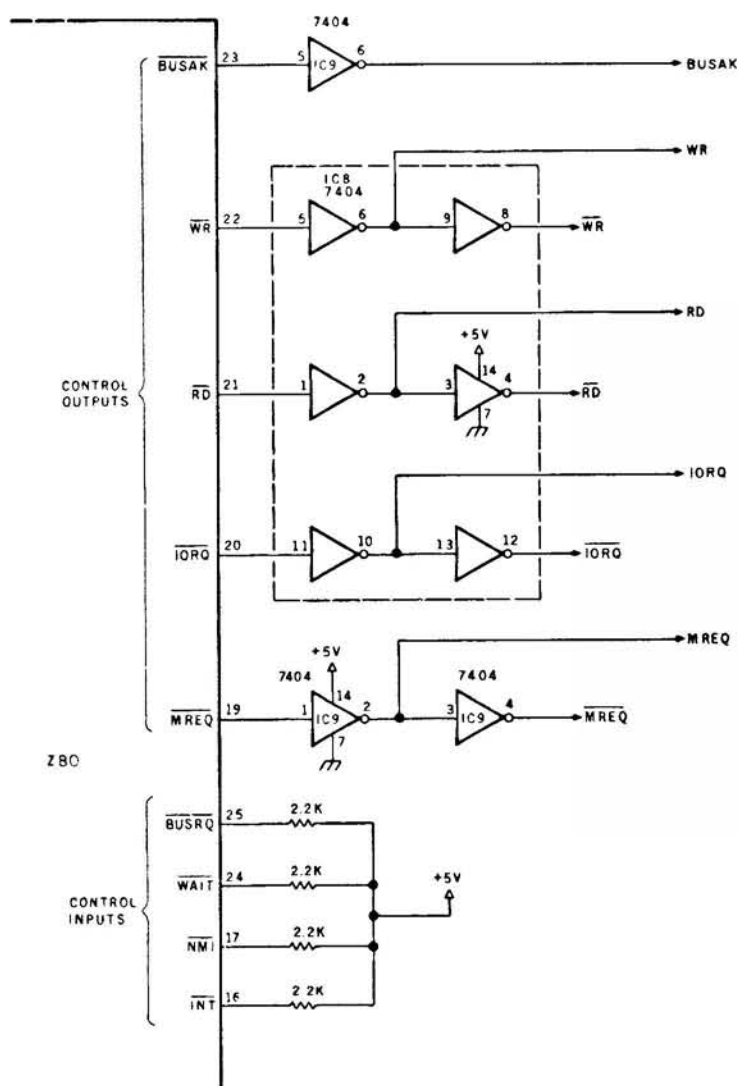 7404
BUSAK 23 5 IC9 6 BUSAK
WR
IC8
7404
WR 22 5 6 9 8 WR
RD
+5V
14
CONTROL
OUTPUTS
RD 21 1 2 3 4 RD
7
IORQ
IORQ 20 11 10 13 12 IORQ
MREQ
+5V
7404 14 7404
MREQ 19 1 IC9 2 3 IC9 4 MREQ
7
Z80
BUSRQ 25 2.2K
WAIT 24 2.2K
+5V
CONTROL
INPUTS
NMI 17 2.2K
INT 16 2.2K